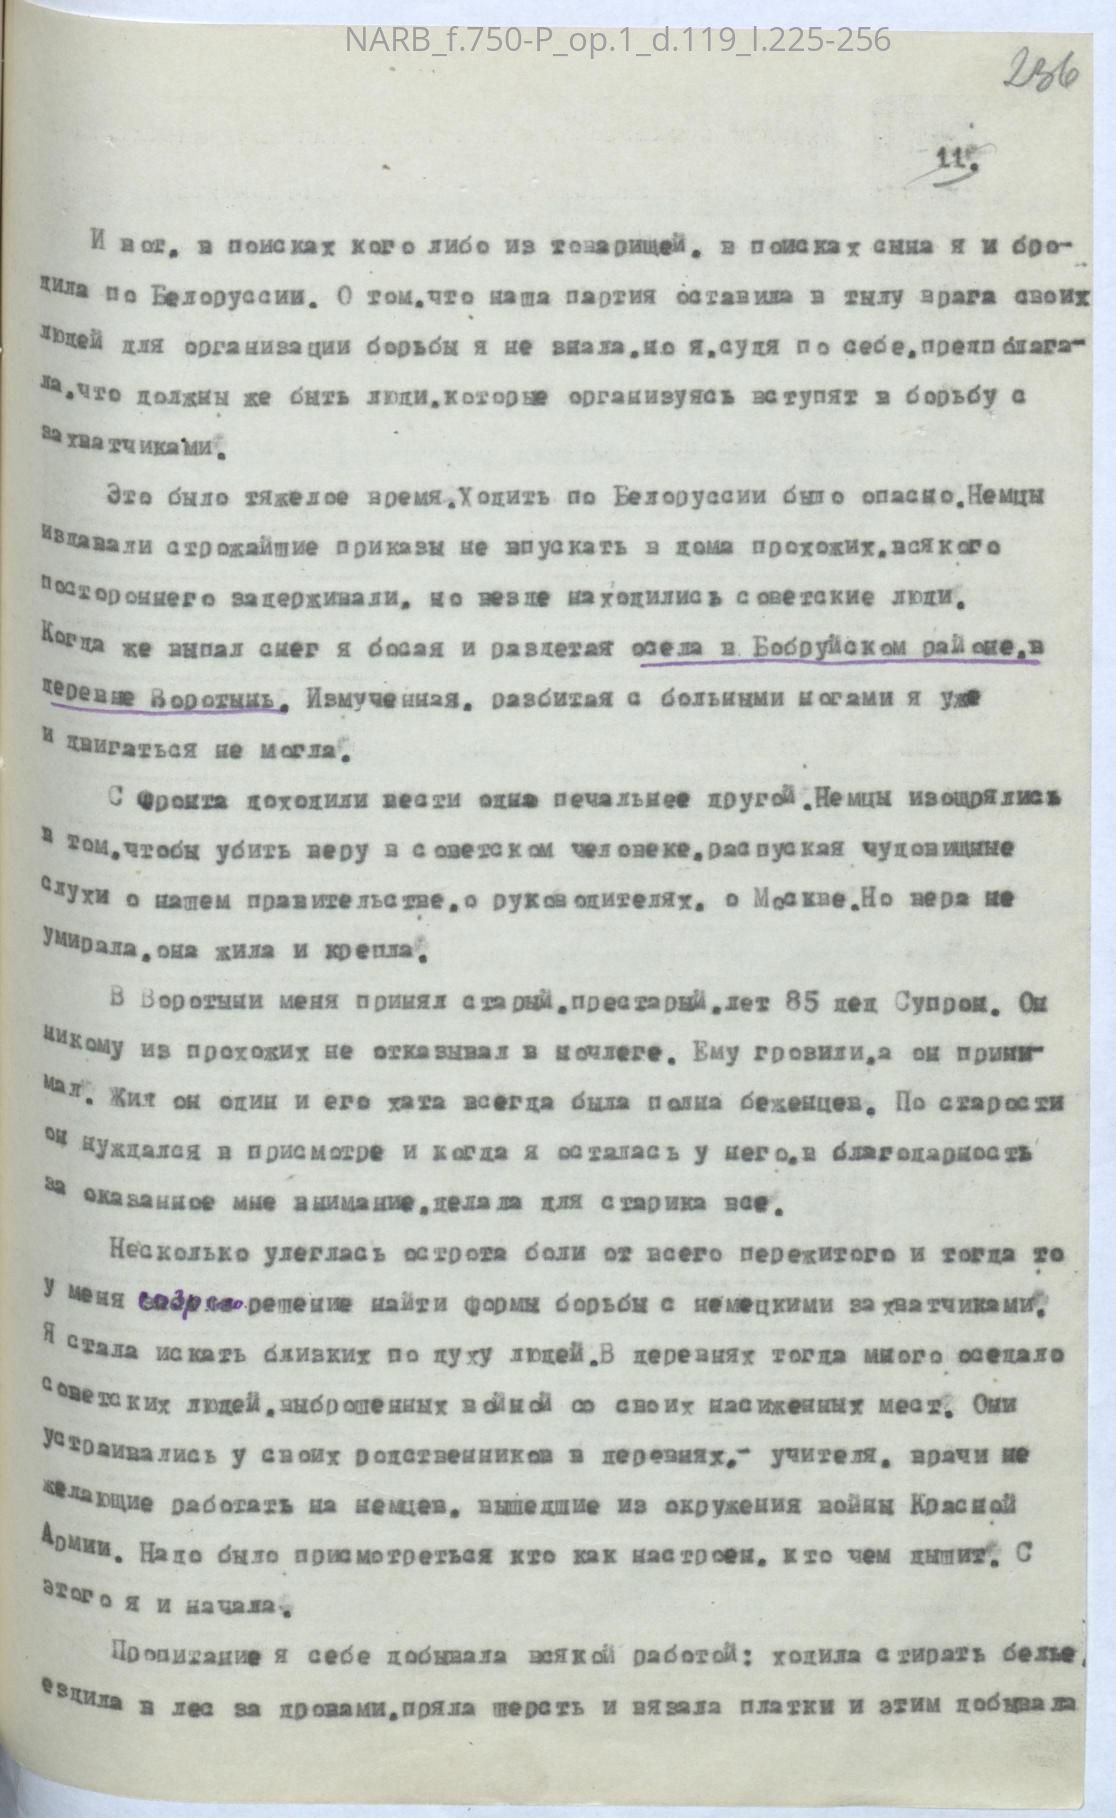 NARB_f.750-P_op.1_d.119_l.225-256
236
11.
И вот, в поисках кого либо из товарищей, в поисках сына я и бро-
дила по Белоруссии. О том,что наша партия оставила в тылу врага своих
людей для организации борьбы я не знала,но я,судя по себе,предполага-
ла,что должны же быть люди,которые организуясь вступят в борьбу с
захватчиками.
Это было тяжелое время.Ходить по Белоруссии было опасно.Немцы
издавали строжайшие приказы не впускать в дома прохожих,всякого
постороннего задерживали, но везде находились советские люди.
Когда же выпал снег я босая и раздетая осела в Бобруйском районе,в
деревне Воротынь. Измученная, разбитая с больными ногами я уже
и двигаться не могла.
С фронта доходили вести одна печальнее другой.Немцы изощрялись
в том,чтобы убить веру в советском человеке,распуская чудовищные
слухи о нашем правительстве,о руководителях, о Москве.Но вера не
умирала,она жила и крепла.
В Воротыни меня принял старый,престарый,лет 85 дед Супрон. Он
никому из прохожих не отказывал в ночлеге. Ему грозили,а он прини-
мал. Жил он один и его хата всегда была полна беженцев. По старости
он нуждался в присмотре и когда я осталась у него,в благодарность
за оказанное мне внимание,делала для старика все.
Несколько улеглась острота боли от всего пережитого и тогда то
у меня созрело решение найти формы борьбы с немецкими захватчиками.
Я стала искать близких по духу людей.В деревнях тогда много оседало
советских людей,выброшенных войной со своих насиженных мест. Они
устраивались у своих родственников в деревнях,- учителя, врачи не
желающие работать на немцев, вышедшие из окружения войны Красной
Армии. Надо было присмотреться кто как настроен, кто чем дышит. С
этого я и начала.
Пропитание я себе добывала всякой работой: ходила стирать белье,
ездила в лес за дровами,пряла шерсть и вязала платки и этим добывала